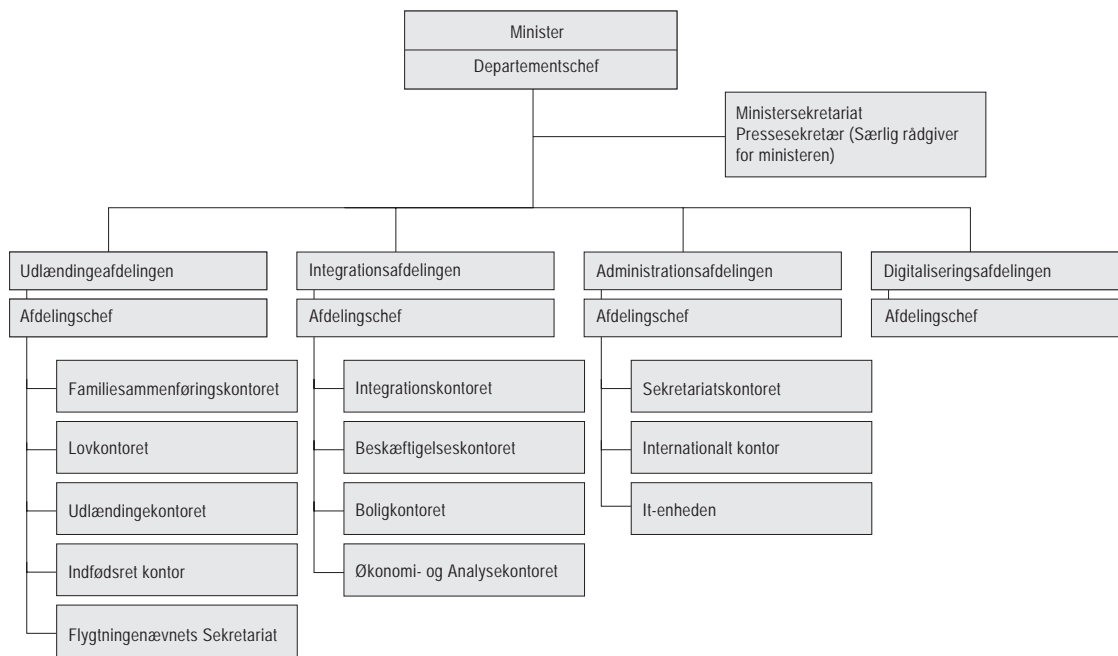 Minister
Departementschef
Ministersekretariat
Pressesekretær (Særlig rådgiver
for ministeren)
Udlændingeafdelingen
Afdelingschef
Familiesammenføringskontoret
Lovkontoret
Udlændingekontoret
Indfødsret kontor
Flygtningenævnets Sekretariat
Integrationsafdelingen
Afdelingschef
Integrationskontoret
Beskæftigelseskontoret
Boligkontoret
Økonomi- og Analysekontoret
Administrationsafdelingen
Afdelingschef
Sekretariatskontoret
Internationalt kontor
It-enheden
Digitaliseringsafdelingen
Afdelingschef